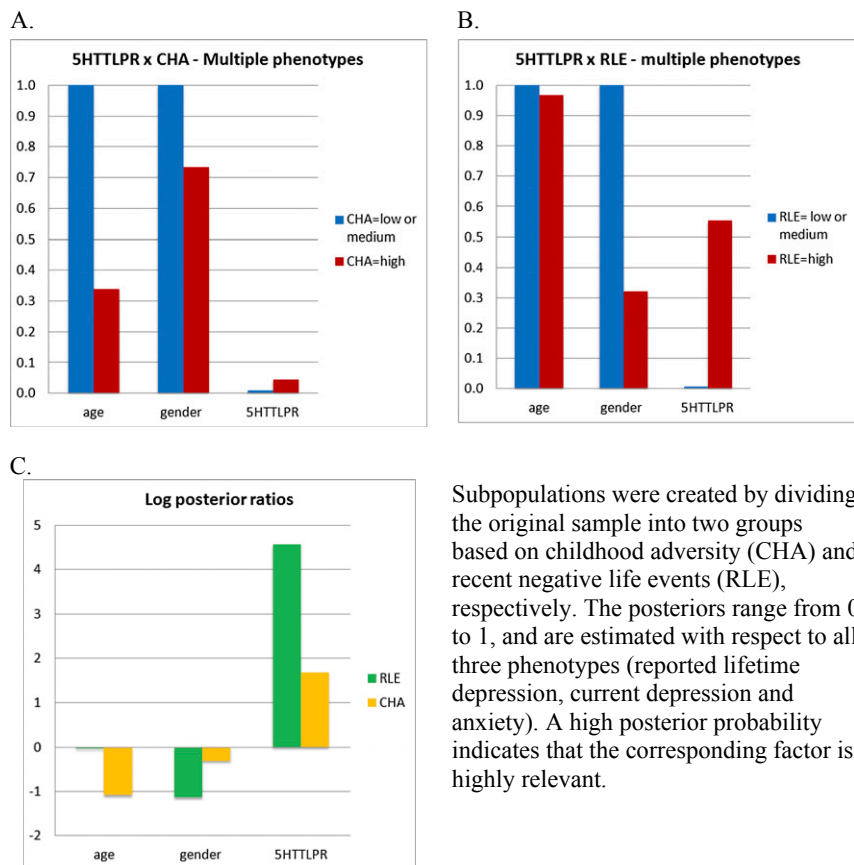 A.
5HTTLPR x CHA - Multiple phenotypes
1.0
0.9
0.8
0.7
0.6
0.5
0.4
0.3
0.2
0.1
0.0
age gender 5HTTLPR
CHA=low or
medium
CHA=high
B.
5HTTLPR x RLE - multiple phenotypes
1.0
0.9
0.8
0.7
0.6
0.5
0.4
0.3
0.2
0.1
0.0
age gender 5HTTLPR
RLE= low or
medium
RLE=high
C.
Log posterior ratios
5
4
3
2
1
0
-1
-2
age gender 5HTTLPR
RLE
CHA
Subpopulations were created by dividing
the original sample into two groups
based on childhood adversity (CHA) and
recent negative life events (RLE),
respectively. The posteriors range from 0
to 1, and are estimated with respect to all
three phenotypes (reported lifetime
depression, current depression and
anxiety). A high posterior probability
indicates that the corresponding factor is
highly relevant.